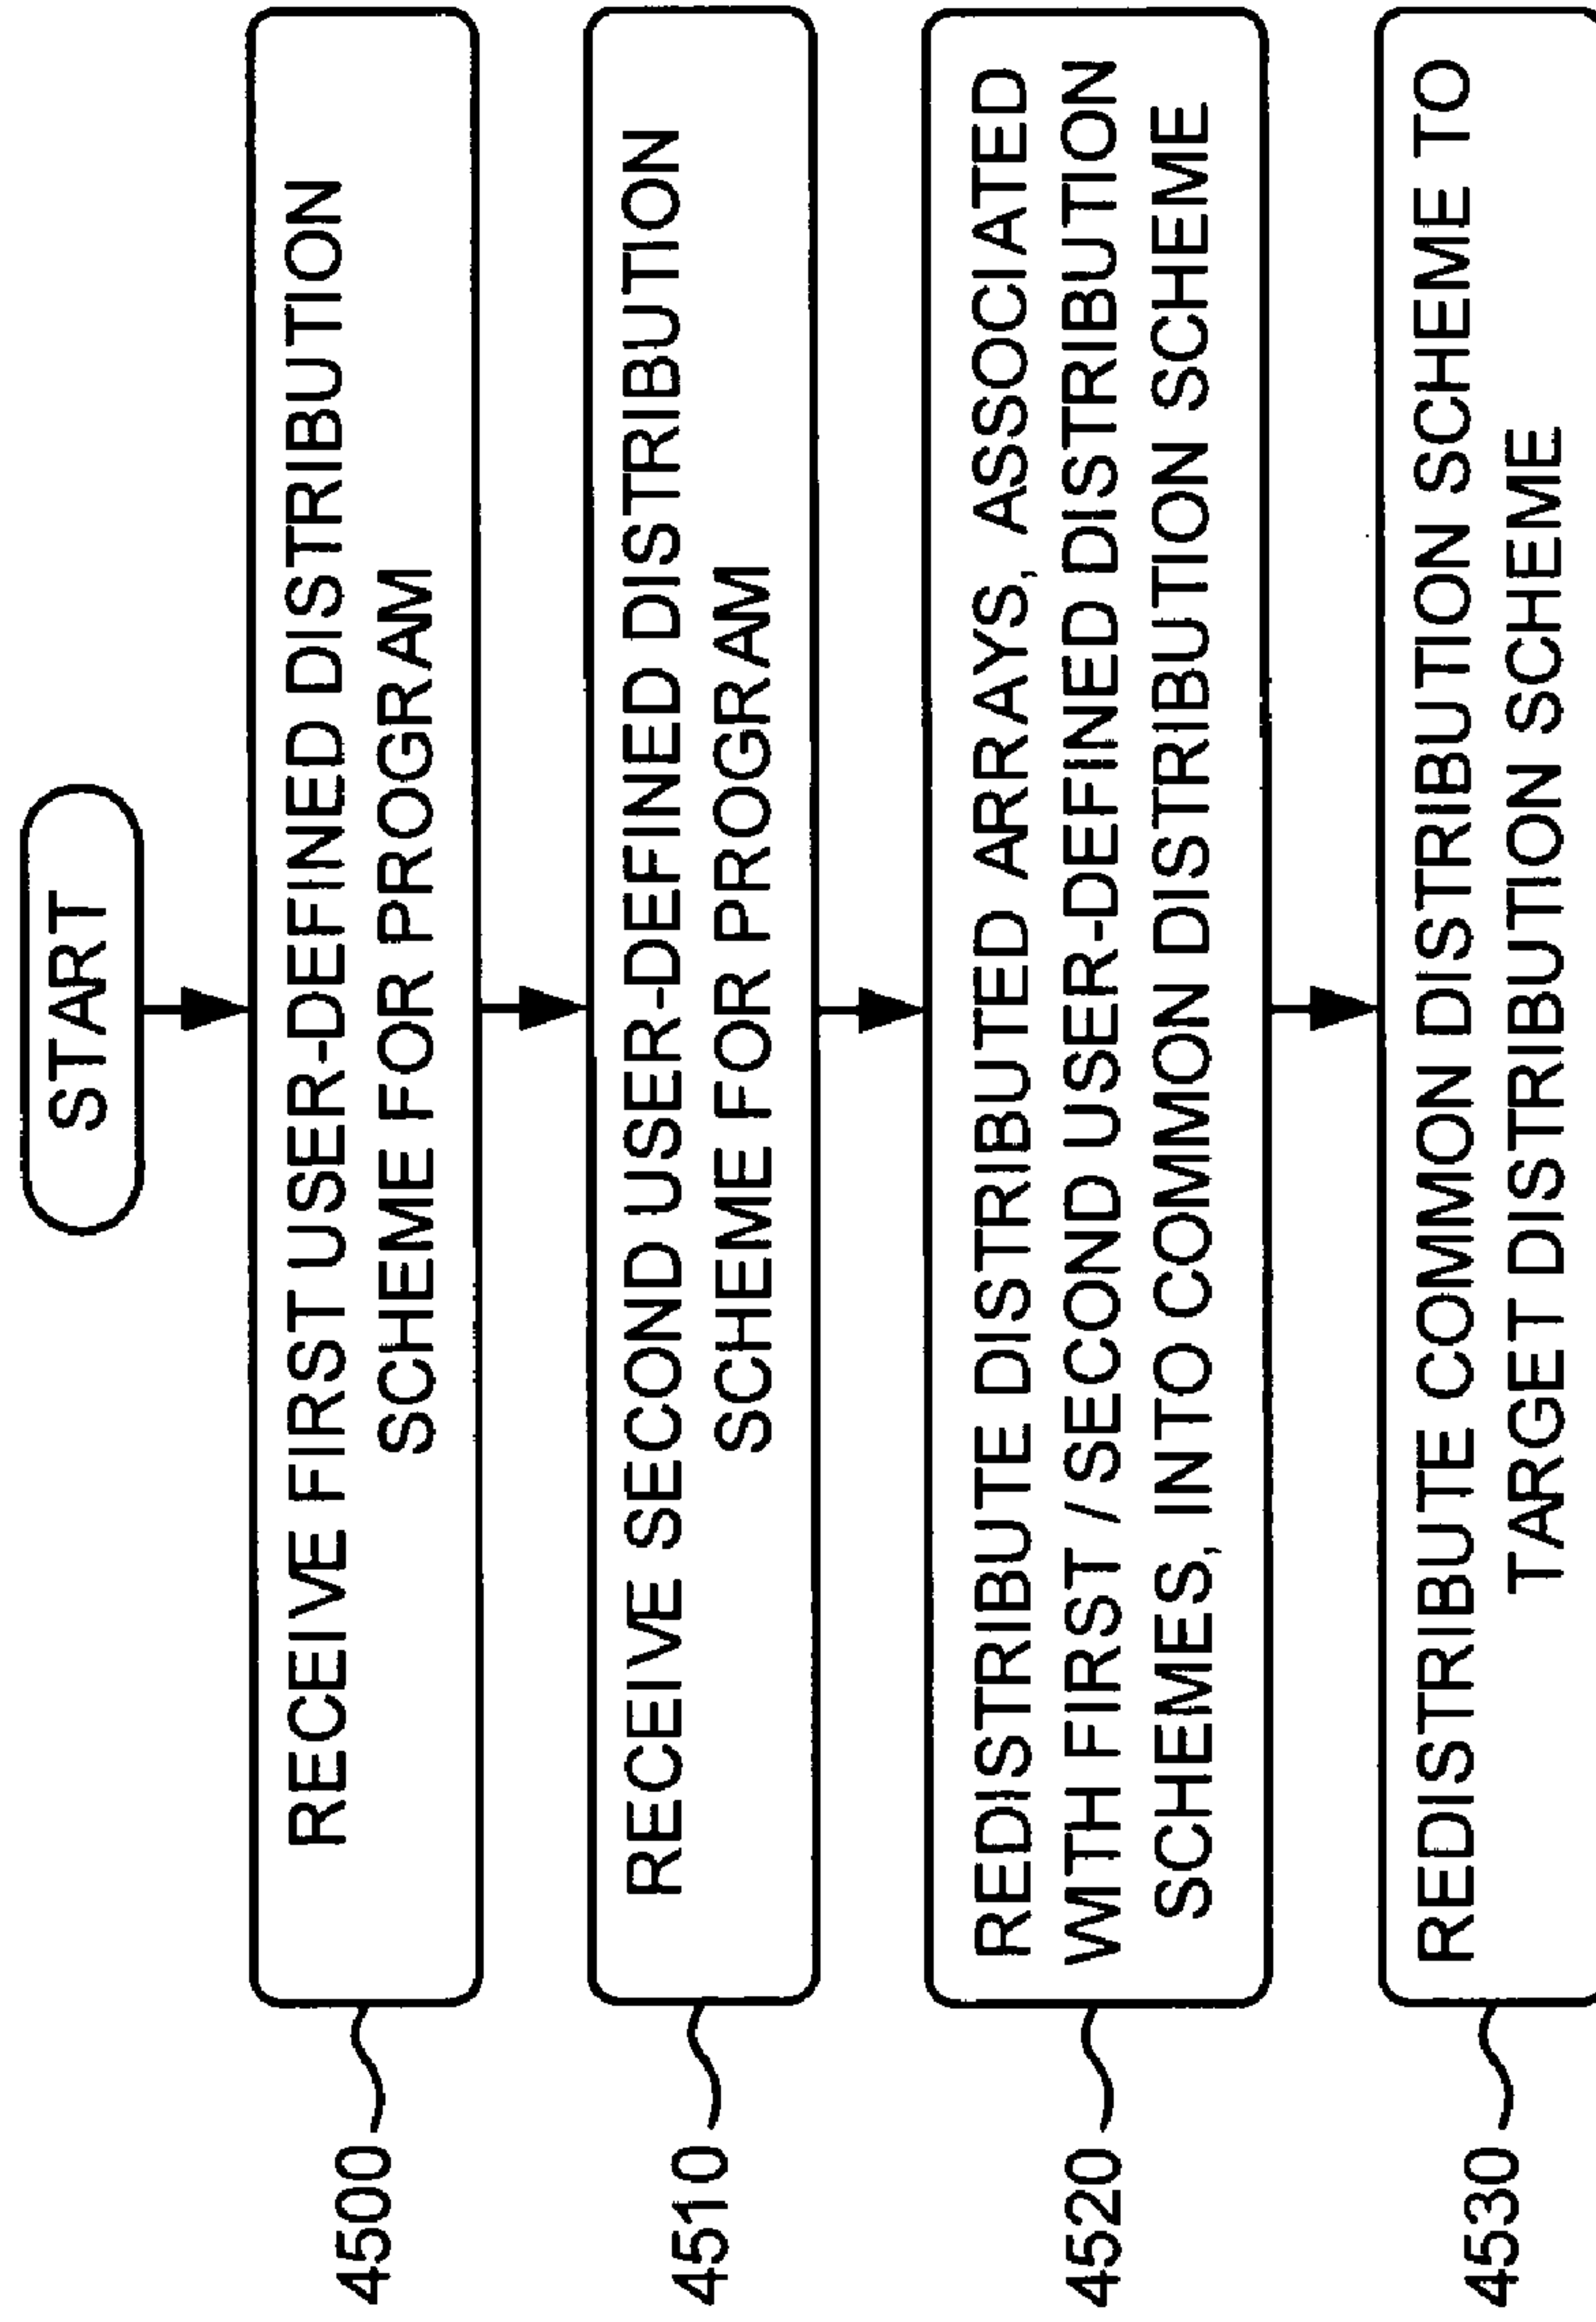 START
RECEIVE FIRST USER-DEFINED DISTRIBUTION
SCHEME FOR PROGRAM
4500
RECEIVE SECOND USER-DEFINED DISTRIBUTION
SCHEME FOR PROGRAM
4510
REDISTRIBUTE DISTRIBUTED ARRAYS, ASSOCIATED
WITH FIRST / SECOND USER-DEFINED DISTRIBUTION
SCHEMES, INTO COMMON DISTRIBUTION SCHEME
4520
REDISTRIBUTE COMMON DISTRIBUTION SCHEME TO
TARGET DISTRIBUTION SCHEME
4530